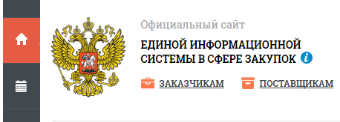 Официальный сайт
ЕДИНОЙ ИНФОРМАЦИОННОЙ
СИСТЕМЫ В СФЕРЕ ЗАКУПОК i
ЗАКАЗЧИКАМ ПОСТАВЩИКАМ